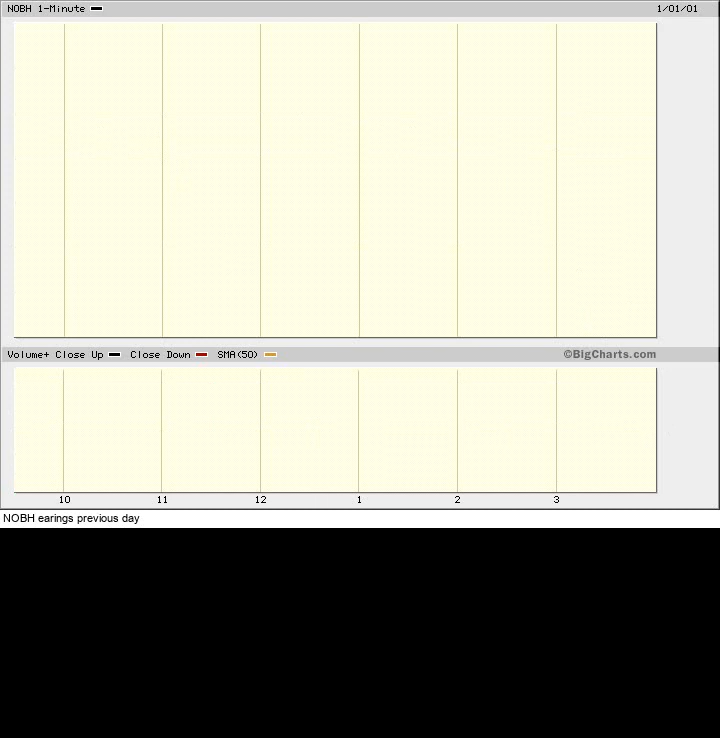 NOBH 1-Minute 1/01/01
Volume+ Close Up Close Down SMA(50) ©BigCharts.com
10 11 12 1 2 3
NOBH earings previous day